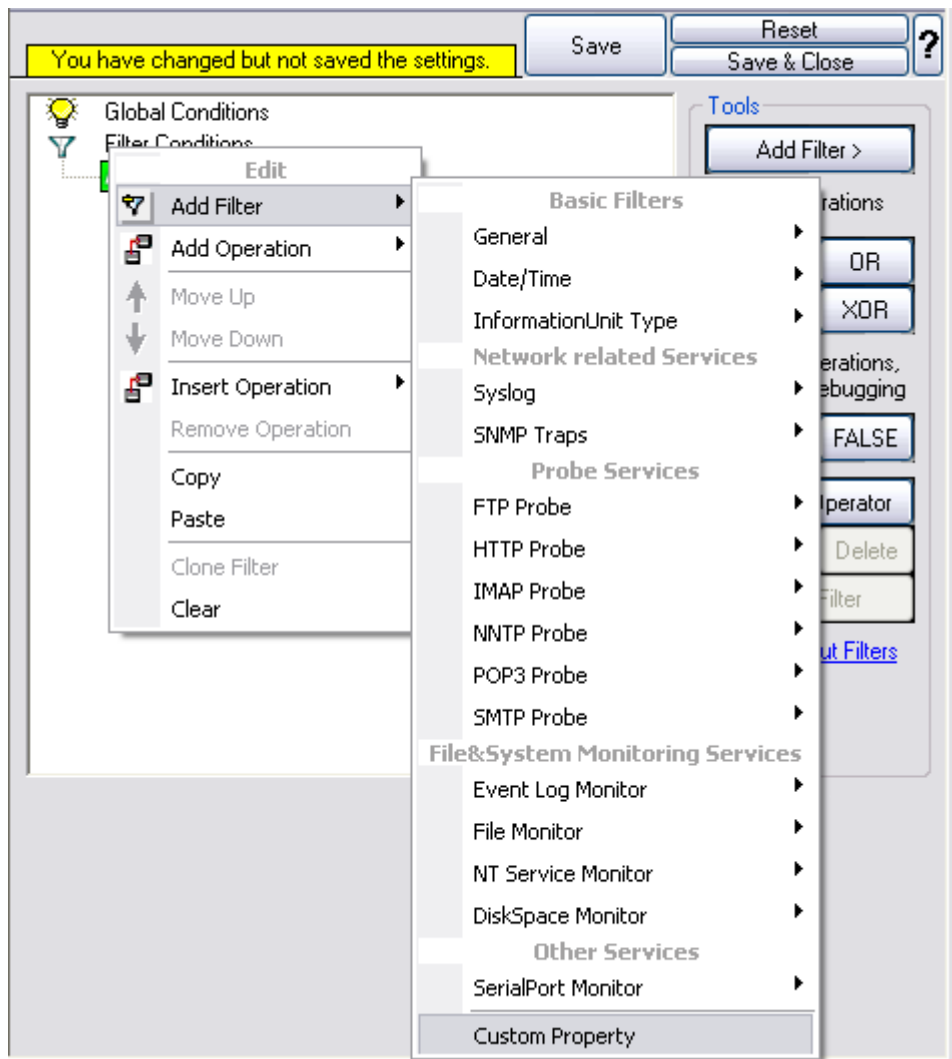 You have changed but not saved the settings.
Save
Reset
Save & Close
?
Global Conditions
Filter Conditions
Tools
Add Filter >
rations
OR
XOR
erations,
ebugging
FALSE
perator
Delete
Filter
ut Filters
Edit
Add Filter
Add Operation
Move Up
Move Down
Insert Operation
Remove Operation
Copy
Paste
Clone Filter
Clear
Basic Filters
General
Date/Time
InformationUnit Type
Network related Services
Syslog
SNMP Traps
Probe Services
FTP Probe
HTTP Probe
IMAP Probe
NNTP Probe
POP3 Probe
SMTP Probe
File&System Monitoring Services
Event Log Monitor
File Monitor
NT Service Monitor
DiskSpace Monitor
Other Services
SerialPort Monitor
Custom Property